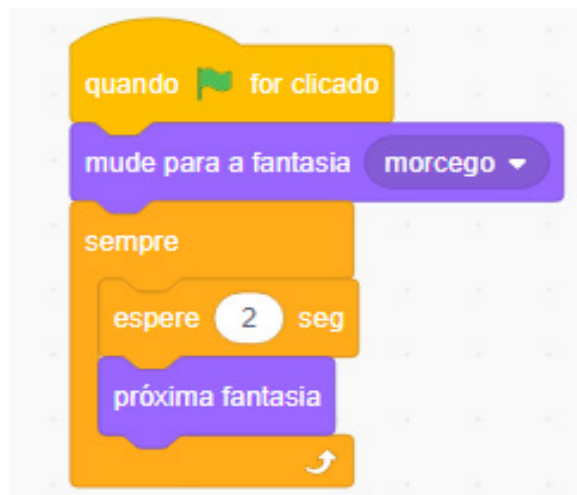 quando for clicado
mude para a fantasia morcego
sempre
espere 2 seg
próxima fantasia